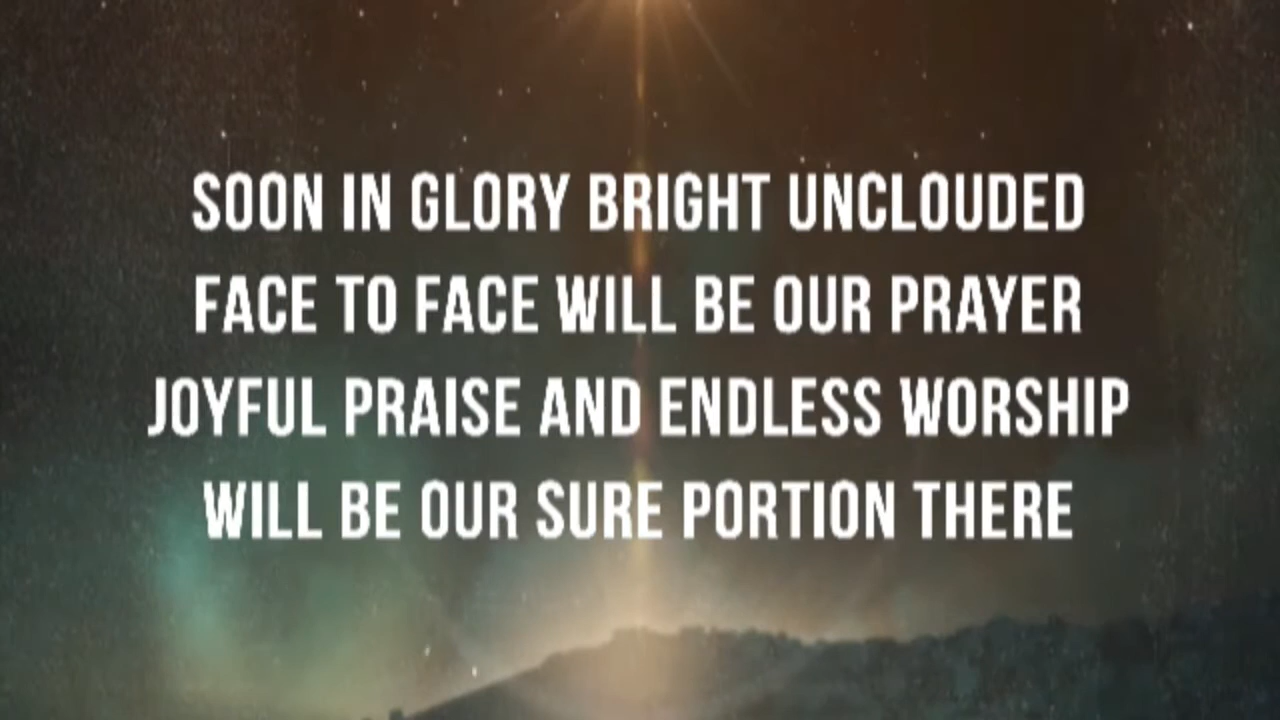 SOON IN GLORY BRIGHT UNCLOUDED
FACE TO FACE WILL BE OUR PRAYER
JOYFUL PRAISE AND ENDLESS WORSHIP
WILL BE OUR SURE PORTION THERE